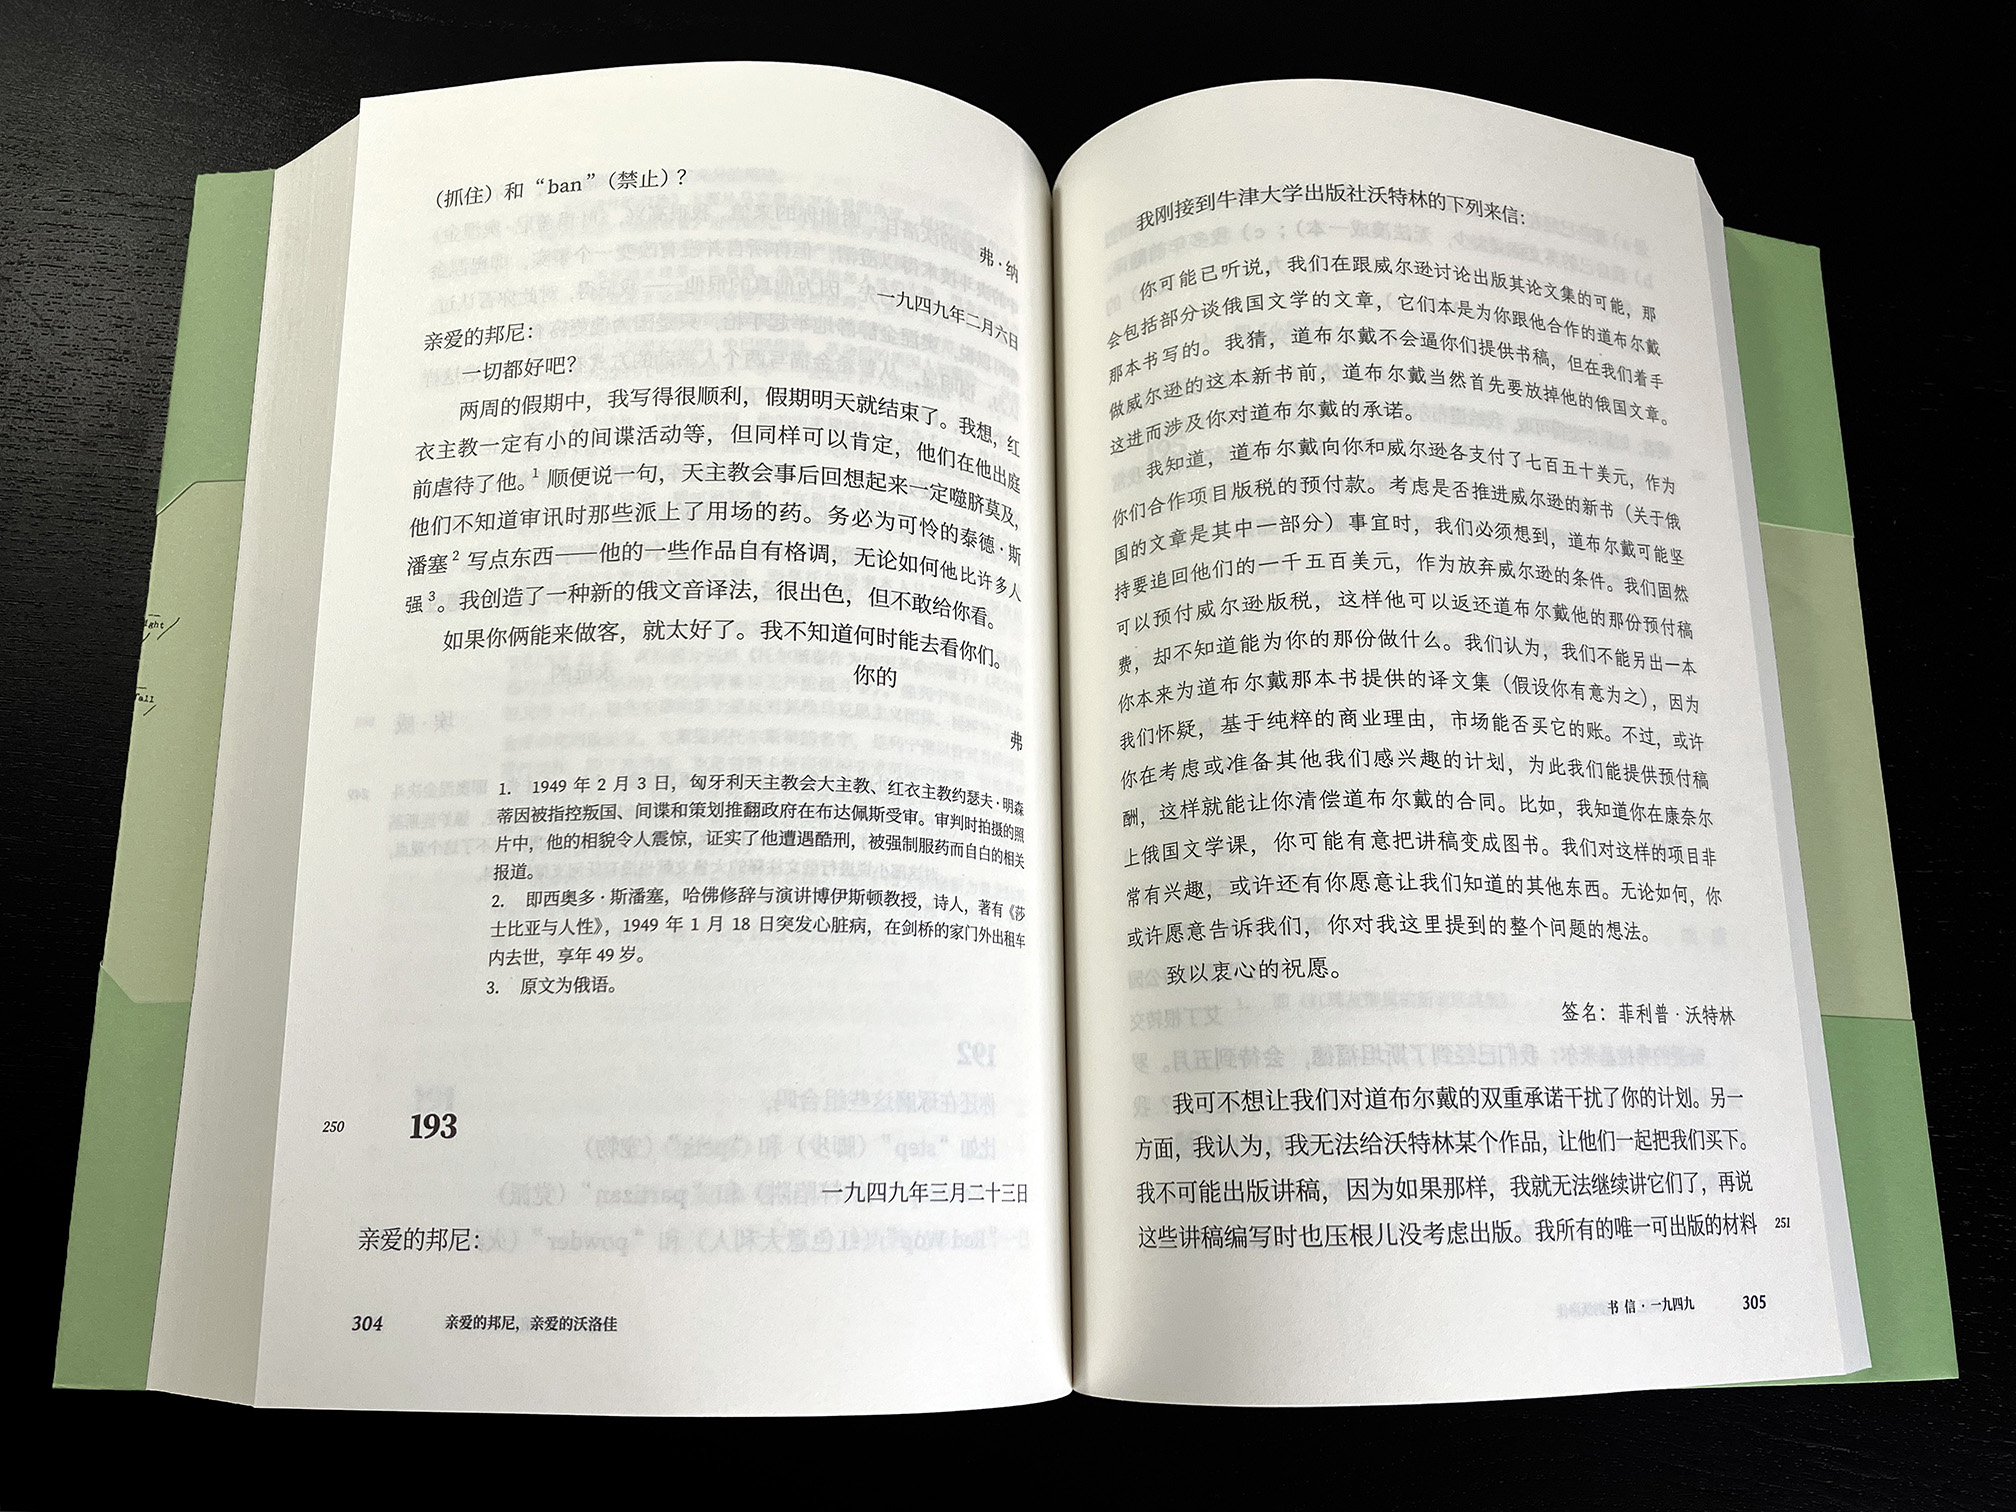 （抓住）和“ban”（禁止）？
弗·纳
一九四九年二月六日
亲爱的邦尼：
一切都好吧？
两周的假期中，我写得很顺利，假期明天就结束了。我想，红
衣主教一定有小的间谍活动等，但同样可以肯定，他们在他出庭
前虐待了他。1 顺便说一句，天主教会事后回想起来一定噬脐莫及，
他们不知道审讯时那些派上了用场的药。务必为可怜的泰德·斯
潘塞2 写点东西——他的一些作品自有格调，无论如何他比许多人
强3。我创造了一种新的俄文音译法，很出色，但不敢给你看。
如果你俩能来做客，就太好了。我不知道何时能去看你们。
你的
弗
1. 1949 年 2 月 3 日，匈牙利天主教会大主教、红衣主教约瑟夫·明森
蒂因被指控叛国、间谍和策划推翻政府在布达佩斯受审。审判时拍摄的照
片中，他的相貌令人震惊，证实了他遭遇酷刑，被强制服药而自白的相关
报道。
2. 即西奥多·斯潘塞，哈佛修辞与演讲博伊斯顿教授，诗人，著有《莎
士比亚与人性》，1949 年 1 月 18 日突发心脏病，在剑桥的家门外出租车
内去世，享年 49 岁。
3. 原文为俄语。
250
193
一九四九年三月二十三日
亲爱的邦尼：
304 亲爱的邦尼，亲爱的沃洛佳
我刚接到牛津大学出版社沃特林的下列来信：
你可能已听说，我们在跟威尔逊讨论出版其论文集的可能，那
会包括部分谈俄国文学的文章，它们本是为你跟他合作的道布尔戴
那本书写的。我猜，道布尔戴不会逼你们提供书稿，但在我们着手
做威尔逊的这本新书前，道布尔戴当然首先要放掉他的俄国文章。
这进而涉及你对道布尔戴的承诺。
我知道，道布尔戴向你和威尔逊各支付了七百五十美元，作为
你们合作项目版税的预付款。考虑是否推进威尔逊的新书（关于俄
国的文章是其中一部分）事宜时，我们必须想到，道布尔戴可能坚
持要追回他们的一千五百美元，作为放弃威尔逊的条件。我们固然
可以预付威尔逊版税，这样他可以返还道布尔戴他的那份预付稿
费，却不知道能为你的那份做什么。我们认为，我们不能另出一本
你本来为道布尔戴那本书提供的译文集（假设你有意为之），因为
我们怀疑，基于纯粹的商业理由，市场能否买它的账。不过，或许
你在考虑或准备其他我们感兴趣的计划，为此我们能提供预付稿
酬，这样就能让你清偿道布尔戴的合同。比如，我知道你在康奈尔
上俄国文学课，你可能有意把讲稿变成图书。我们对这样的项目非
常有兴趣，或许还有你愿意让我们知道的其他东西。无论如何，你
或许愿意告诉我们，你对我这里提到的整个问题的想法。
致以衷心的祝愿。
签名：菲利普·沃特林
我可不想让我们对道布尔戴的双重承诺干扰了你的计划。另一
方面，我认为，我无法给沃特林某个作品，让他们一起把我们买下。
我不可能出版讲稿，因为如果那样，我就无法继续讲它们了，再说
这些讲稿编写时也压根儿没考虑出版。我所有的唯一可出版的材料
251
书信·一九四九 305